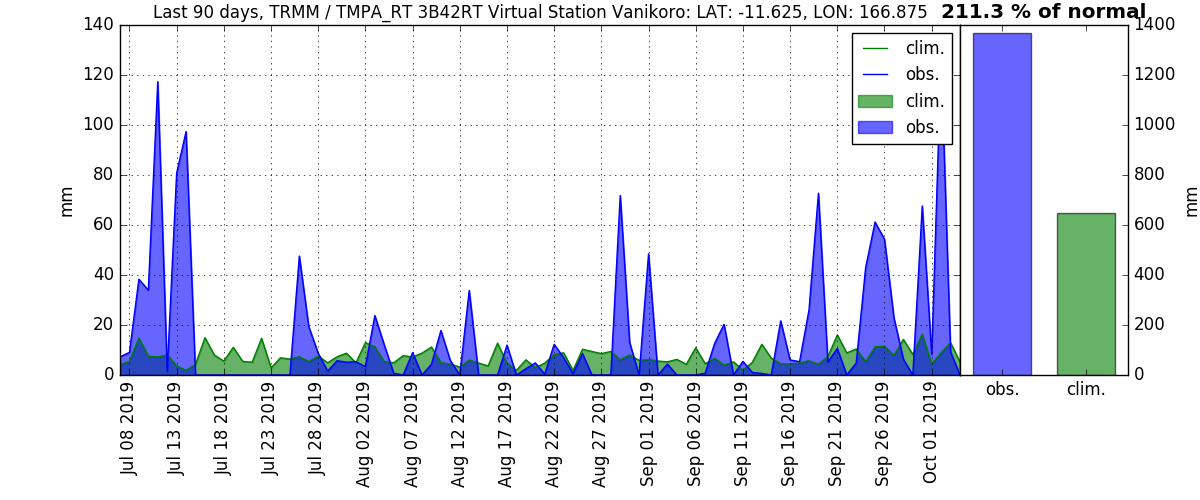 Last 90 days, TRMM / TMPA_RT 3B42RT Virtual Station Vanikoro: LAT: -11.625, LON: 166.875 211.3 % of normal
140
120
100
80
60
40
20
0
mm
clim.
obs.
clim.
obs.
1400
1200
1000
800
600
400
200
0
mm
Jul 08 2019
Jul 13 2019
Jul 18 2019
Jul 23 2019
Jul 28 2019
Aug 02 2019
Aug 07 2019
Aug 12 2019
Aug 17 2019
Aug 22 2019
Aug 27 2019
Sep 01 2019
Sep 06 2019
Sep 11 2019
Sep 16 2019
Sep 21 2019
Sep 26 2019
Oct 01 2019
obs.
clim.